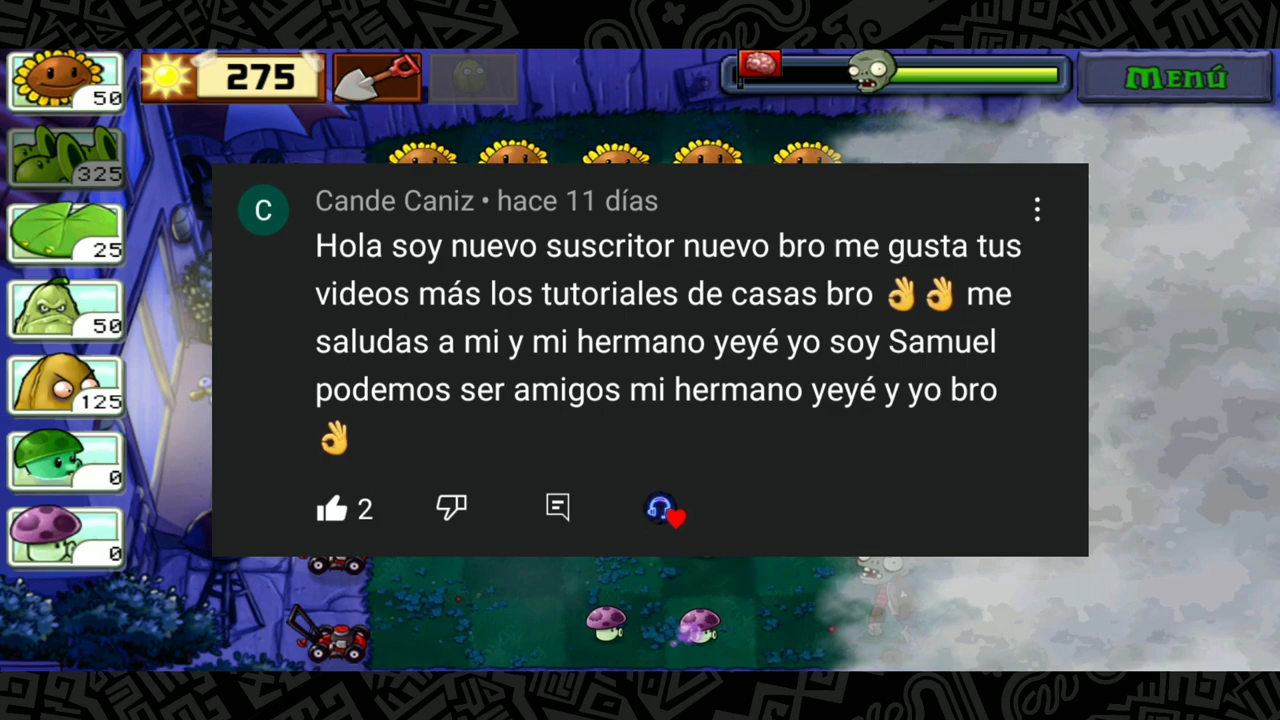 50
275
Menú
325
25
50
125
0
0
Cande Caniz • hace 11 días
Hola soy nuevo suscritor nuevo bro me gusta tus
videos más los tutoriales de casas bro 👌👌 me
saludas a mi y mi hermano yeyé yo soy Samuel
podemos ser amigos mi hermano yeyé y yo bro
👌
C
2